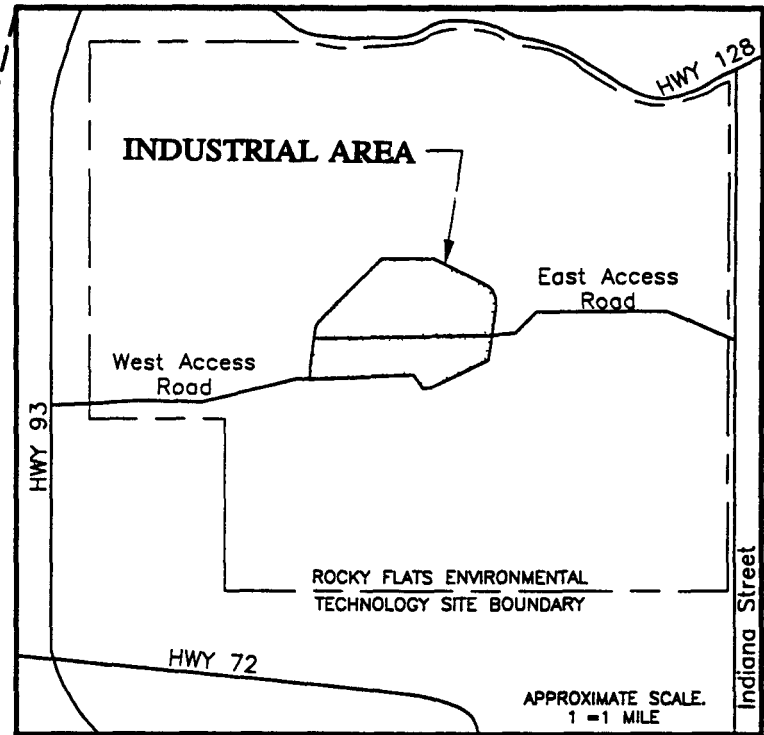 HWY 128
INDUSTRIAL AREA
East Access
Road
West Access
Road
HWY 93
ROCKY FLATS ENVIRONMENTAL
TECHNOLOGY SITE BOUNDARY
Indiana Street
HWY 72
APPROXIMATE SCALE.
1 =1 MILE